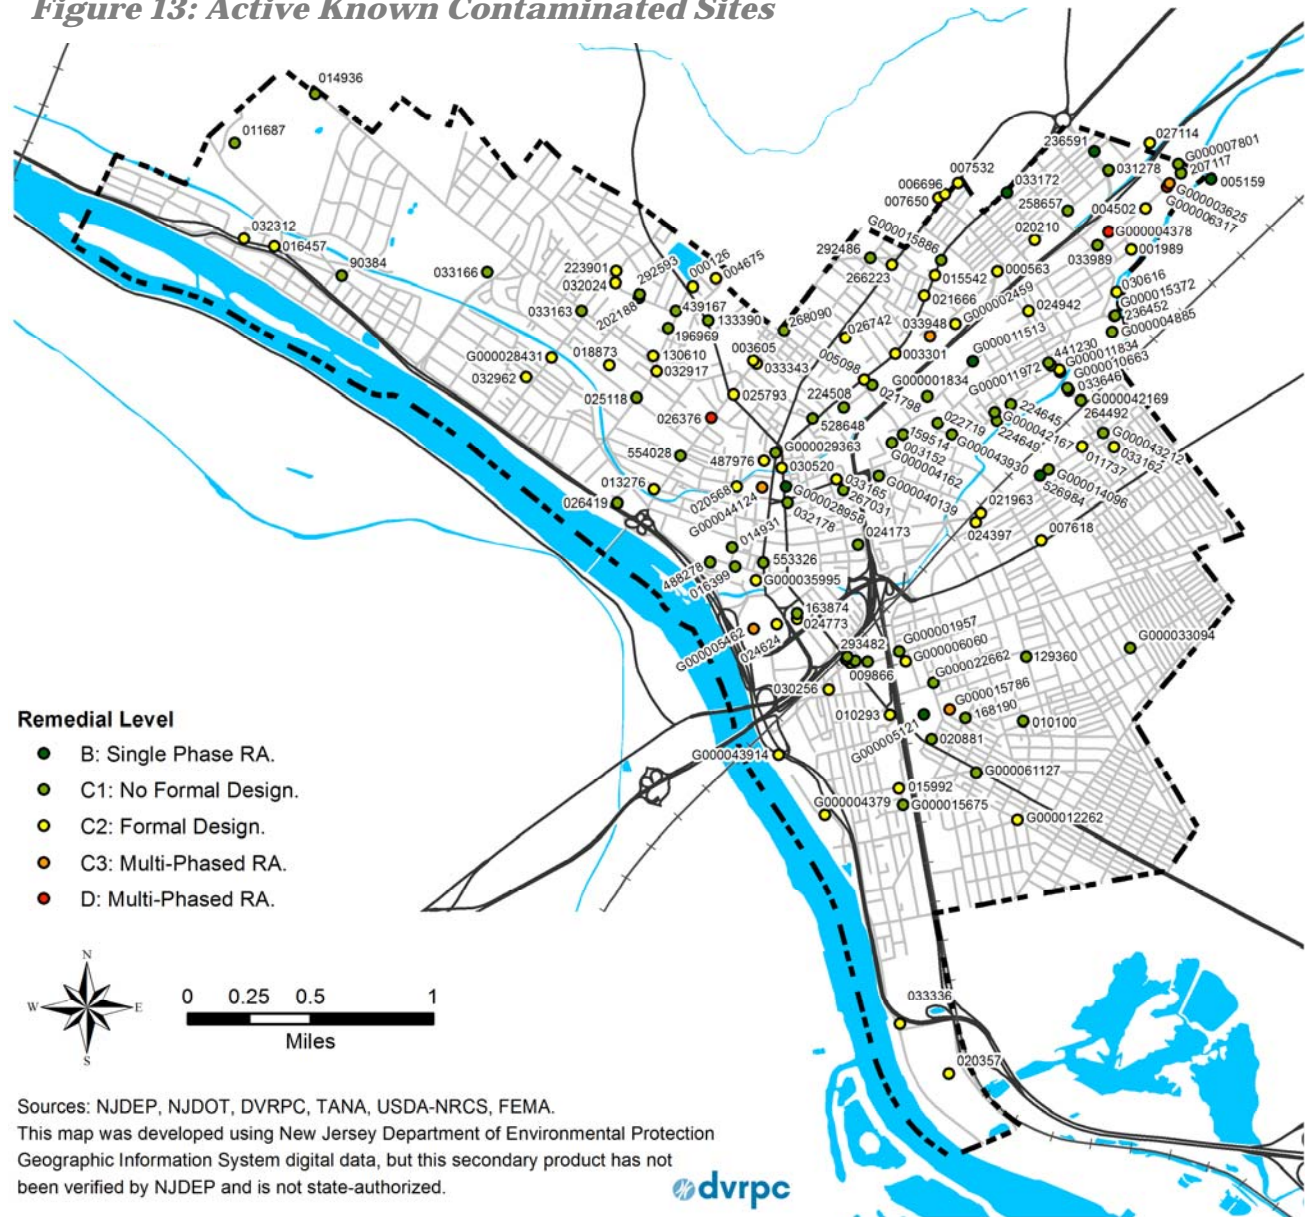 Figure 13: Active Known Contaminated Sites
014936
011687
027114
236591
G000007801
207117
031278
005159
007532
033172
006696
007650
258657
004502
G000003625
G000006317
G000004378
020210
033989
001989
G000015886
292486
266223
032312
016457
90384
033166
223901
032024
292593
000126
004675
202188
033163
439167
133390
196969
268090
015542
000563
021666
G000002459
024942
030616
G000015372
236452
G000004885
026742
033948
G000011513
003301
G000028431
018873
130610
003605
033343
032962
032917
005098
441230
G000011834
G000010663
G000011972
033646
G000042169
264492
025118
025793
224508
021798
G000001834
026376
528648
022719
224645
G000042167
224649
G000043212
033162
011737
159514
003152
G000004162
G000043930
G000029363
554028
487976
030520
013276
026419
020568
G000044124
G000028958
033165
267031
G000040139
G000014096
526984
032178
021963
024397
007618
014931
024173
488278
016399
553326
G000035995
163874
024773
G000005462
024624
293482
009866
G000001957
G000006060
G000022662
129360
G000033094
030256
010293
G000015786
168190
010100
G000005121
020881
G000043914
G000061127
015992
G000015675
G000004379
G000012262
033336
020357
Remedial Level
B: Single Phase RA.
C1: No Formal Design.
C2: Formal Design.
C3: Multi-Phased RA.
D: Multi-Phased RA.
N
W
E
S
0 0.25 0.5 1
Miles
Sources: NJDEP, NJDOT, DVRPC, TANA, USDA-NRCS, FEMA.
This map was developed using New Jersey Department of Environmental Protection
Geographic Information System digital data, but this secondary product has not
been verified by NJDEP and is not state-authorized.
dvrpc